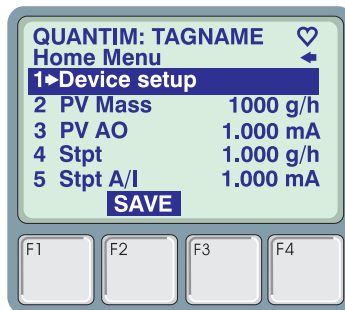 QUANTIM: TAGNAME ♡
Home Menu
1 Device setup
2 PV Mass 1000 g/h
3 PV AO 1.000 mA
4 Stpt 1.000 g/h
5 Stpt A/I 1.000 mA
SAVE
F1 F2 F3 F4